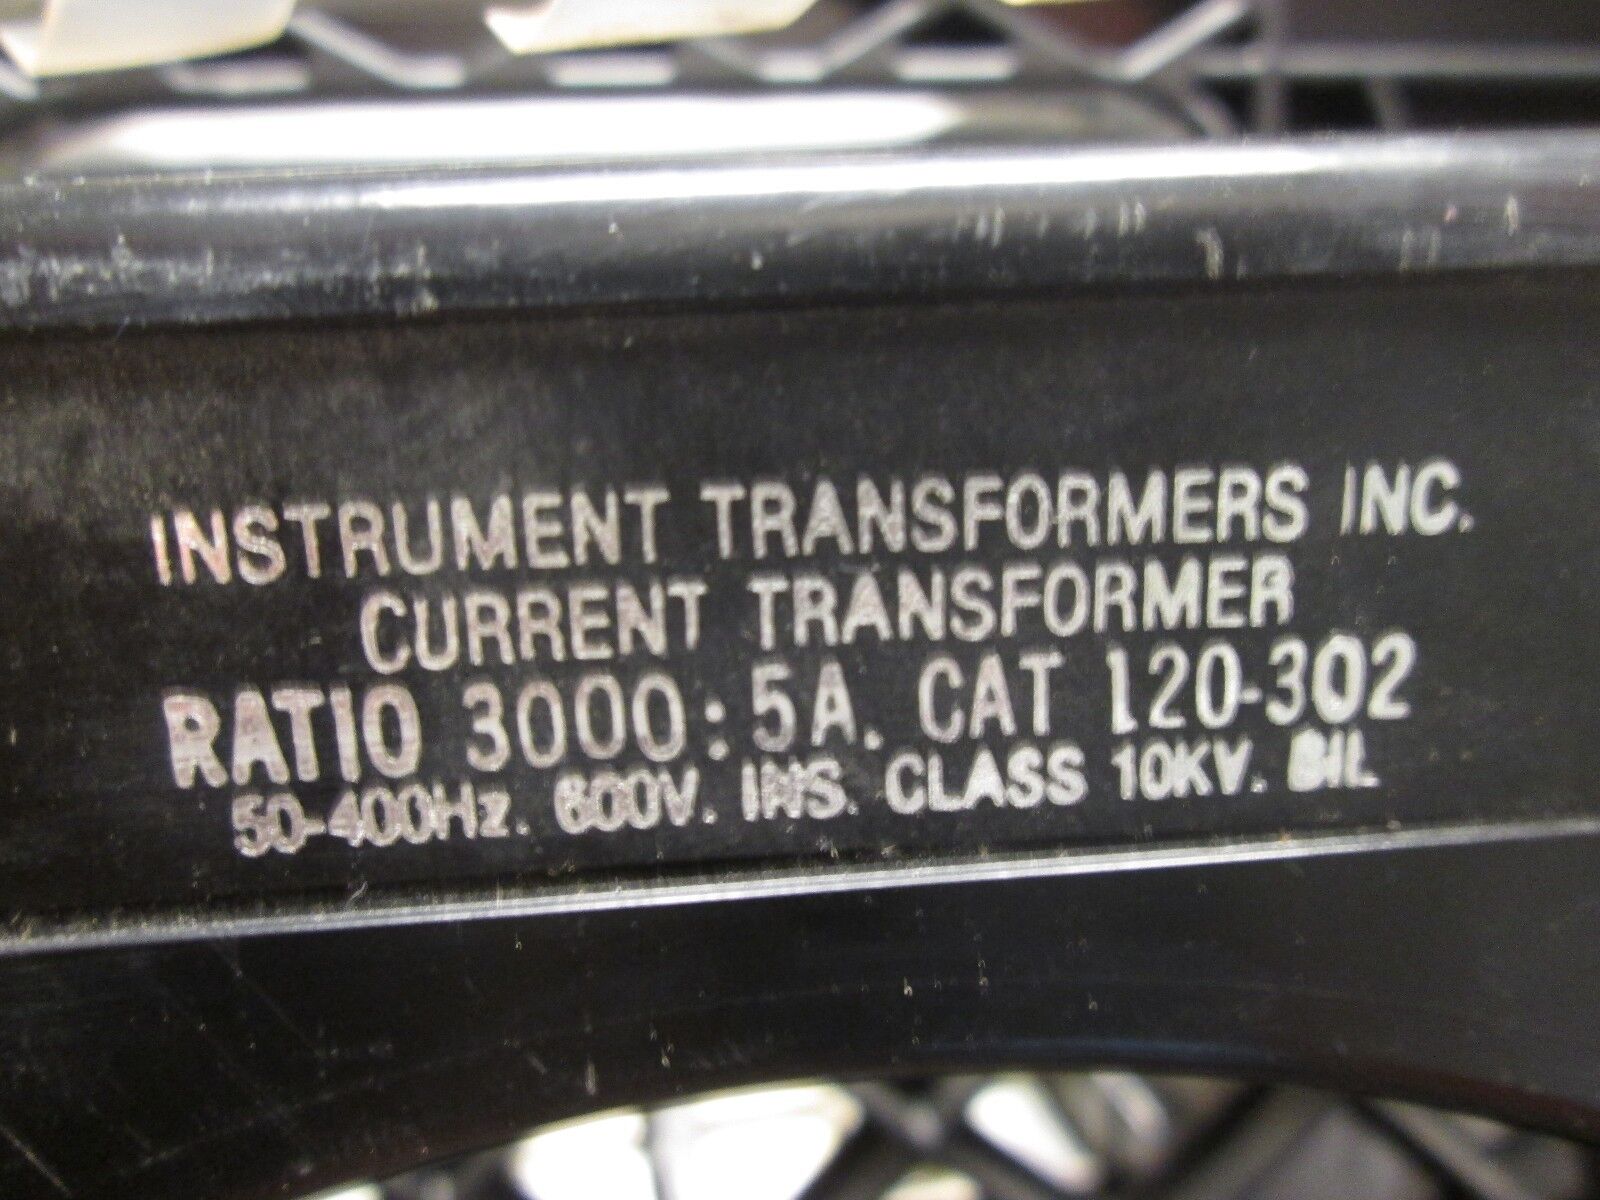 INSTRUMENT TRANSFORMERS INC.
CURRENT TRANSFORMER
RATIO 3000:5A. CAT 120-302
50-400Hz. 600V. INS. CLASS 10KV. BIL